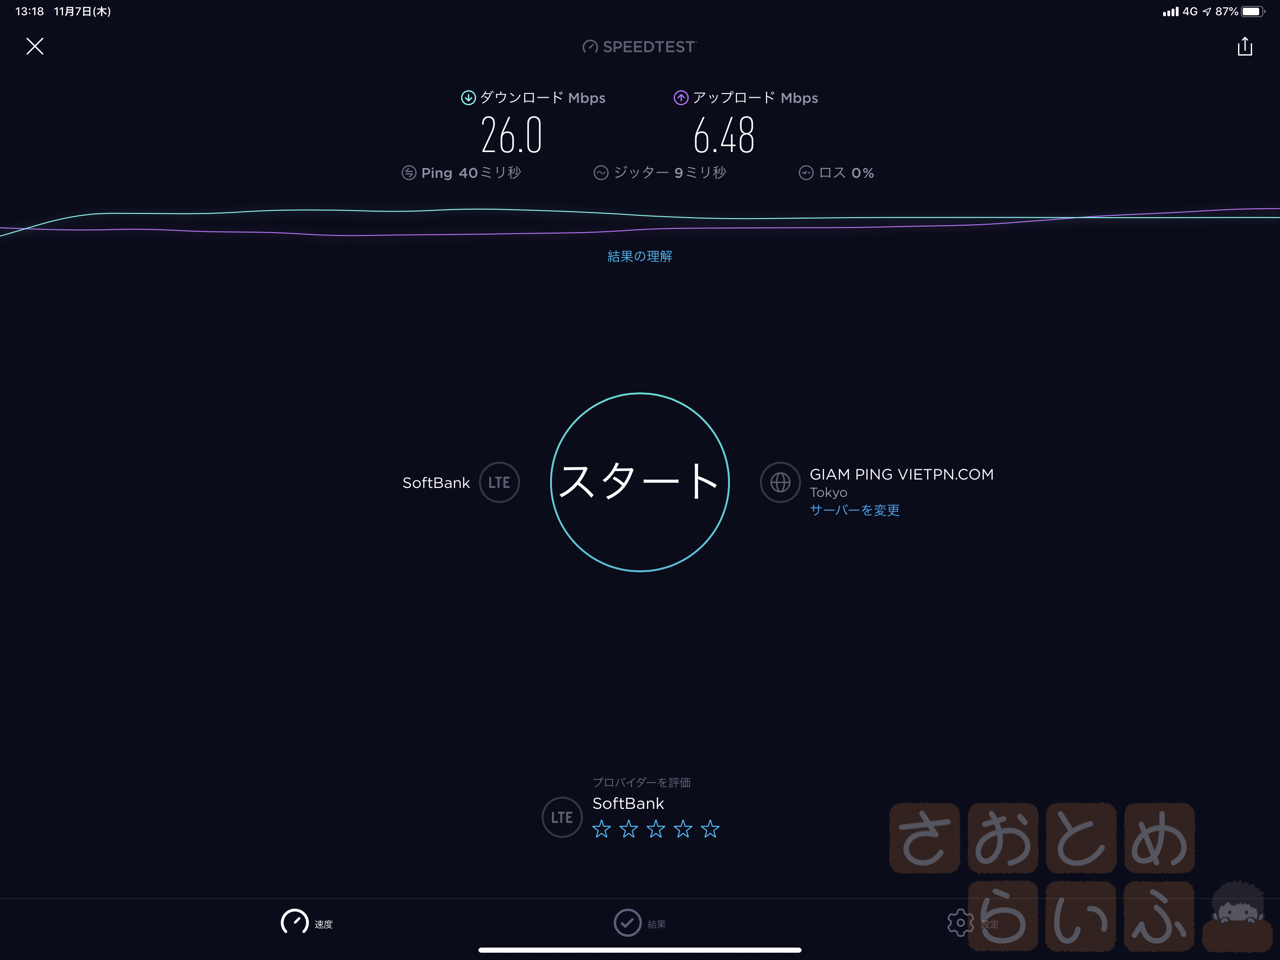 13:18 11月7日(木) 4G 87%
SPEEDTEST
ダウンロード Mbps アップロード Mbps
26.0 6.48
Ping 40ミリ秒 ジッター 9ミリ秒 ロス 0%
結果の理解
SoftBank LTE スタート GIAM PING VIETPN.COM
Tokyo
サーバーを変更
プロバイダーを評価
LTE SoftBank
さおとめ
らいふ
速度 結果 設定